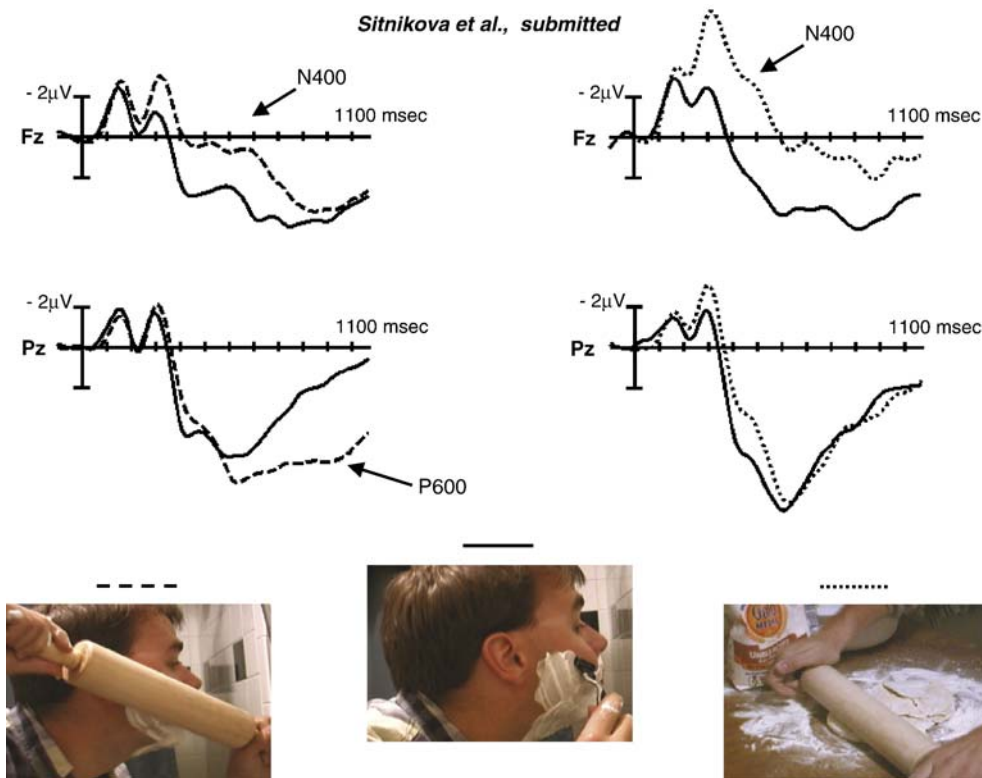 Sitnikova et al., submitted
N400
- 2µV
1100 msec
Fz
N400
- 2µV
1100 msec
Fz
- 2µV
1100 msec
Pz
P600
- 2µV
1100 msec
Pz